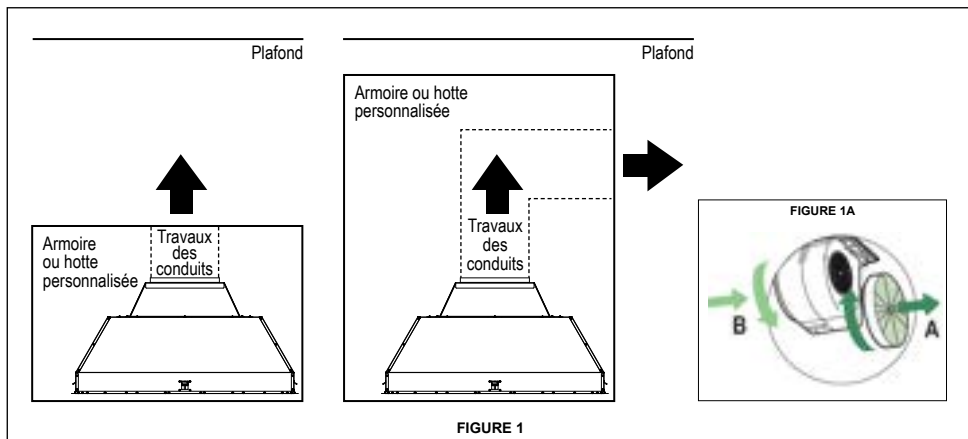 Plafond
Armoire
ou hotte
personnalisée
Travaux
des
conduits
Plafond
Armoire ou hotte
personnalisée
Travaux
des
conduits
FIGURE 1
FIGURE 1A
B
A